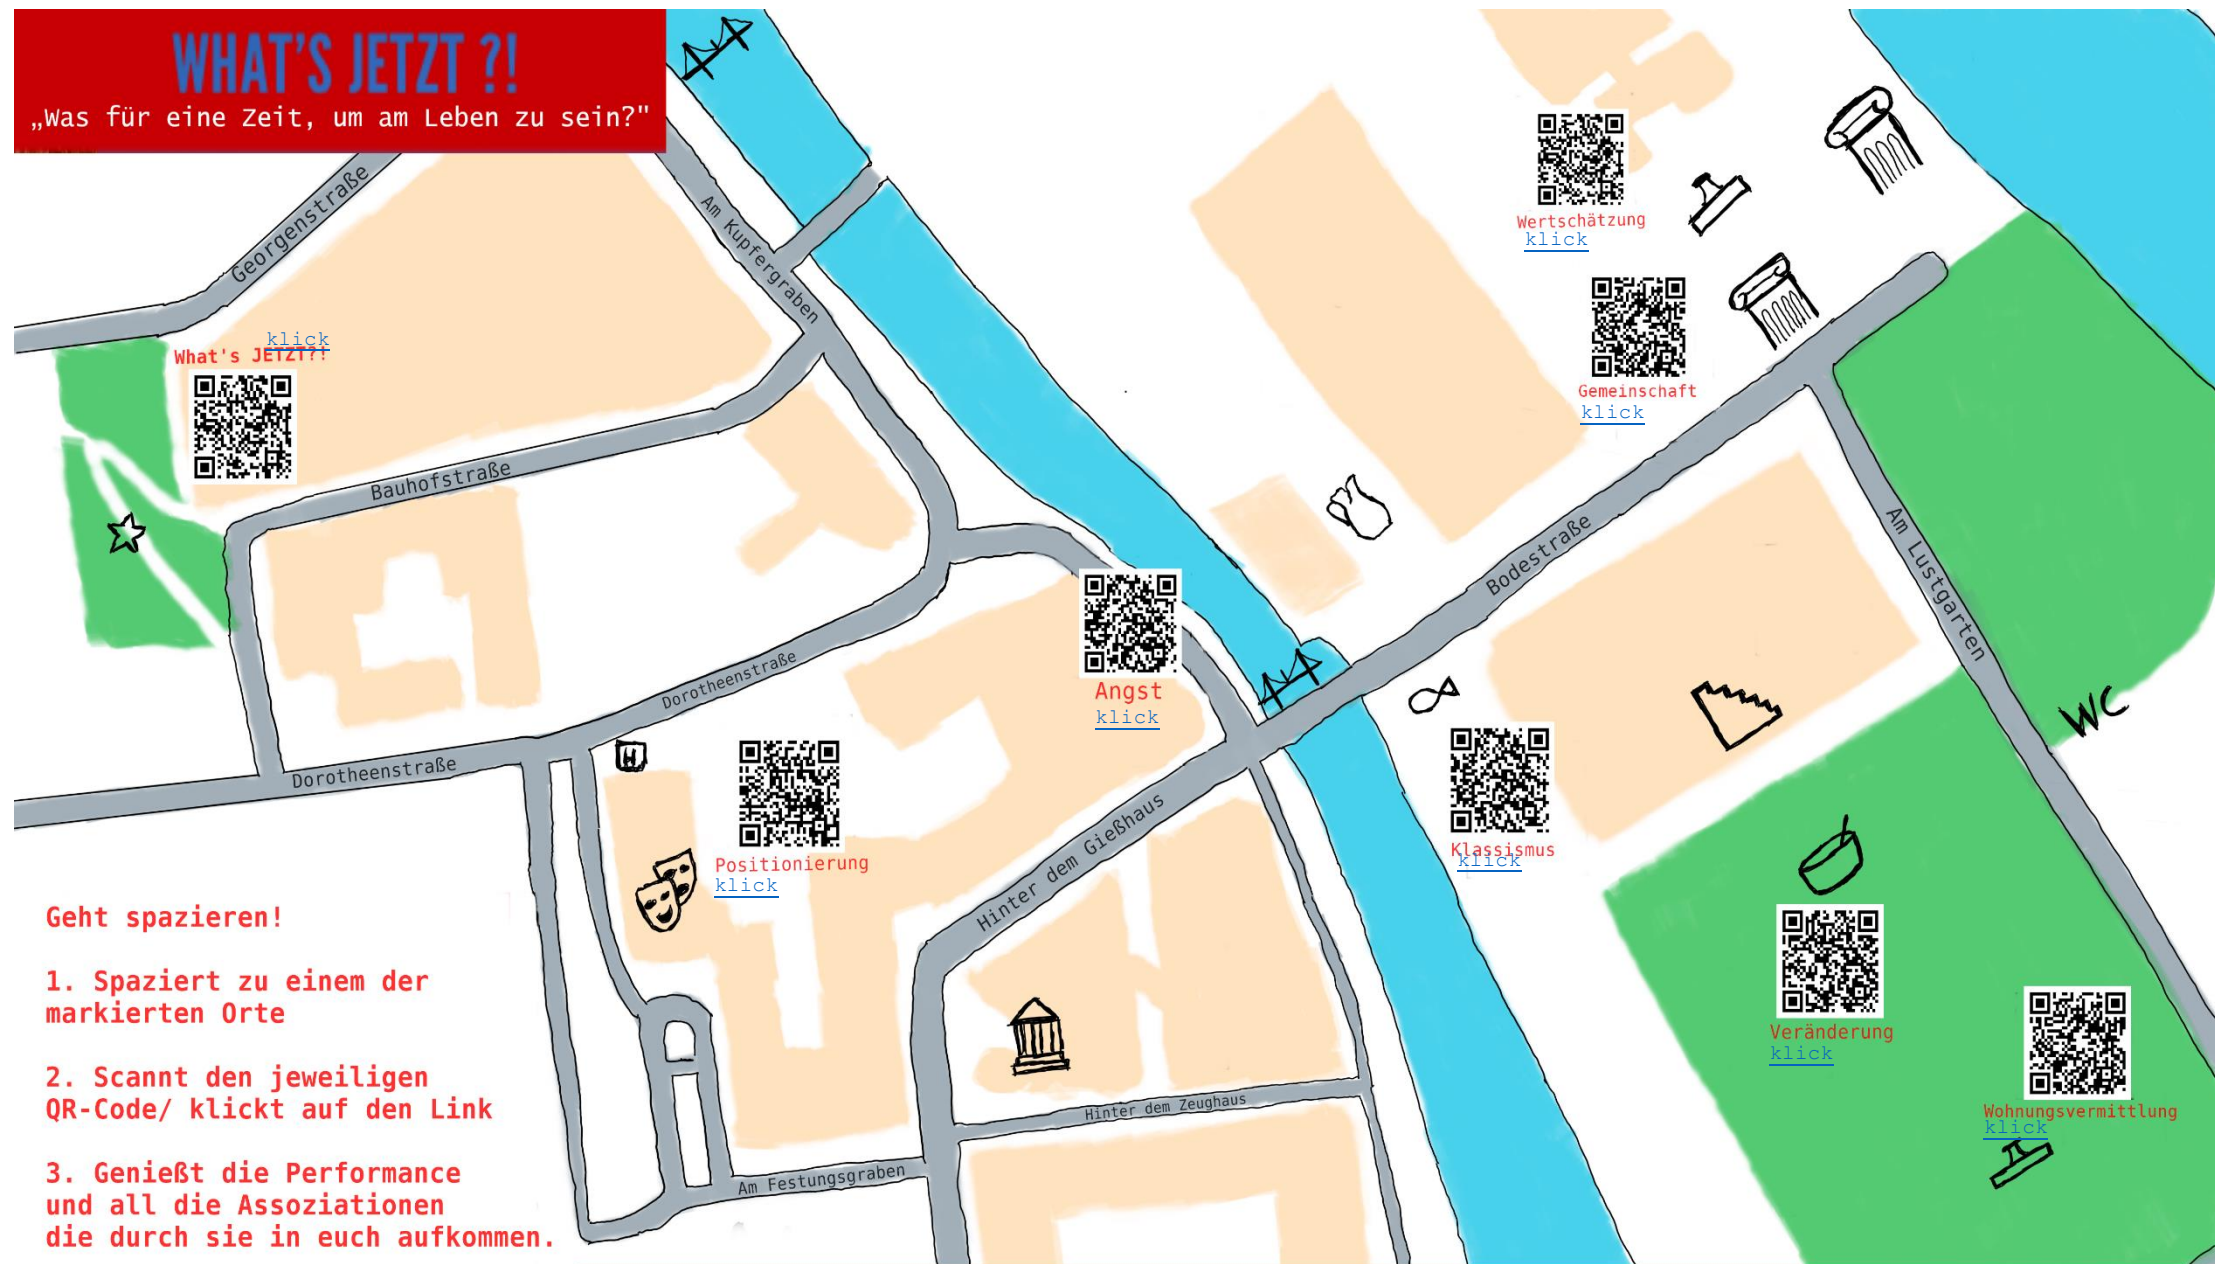 WHAT'S JETZT ?!
„Was für eine Zeit, um am Leben zu sein?"
Georgenstraße
Am Kupfergraben
klick
What's JETZT?!
Bauhofstraße
Wertschätzung
klick
Gemeinschaft
klick
Bodestraße
Am Lustgarten
WC
Dorotheenstraße
Dorotheenstraße
H
Angst
klick
Positionierung
klick
Hinter dem Gießhaus
Klassismus
klick
Veränderung
klick
Wohnungsvermittlung
klick
Hinter dem Zeughaus
Am Festungsgraben
Geht spazieren!
1. Spaziert zu einem der
markierten Orte
2. Scannt den jeweiligen
QR-Code/ klickt auf den Link
3. Genießt die Performance
und all die Assoziationen
die durch sie in euch aufkommen.